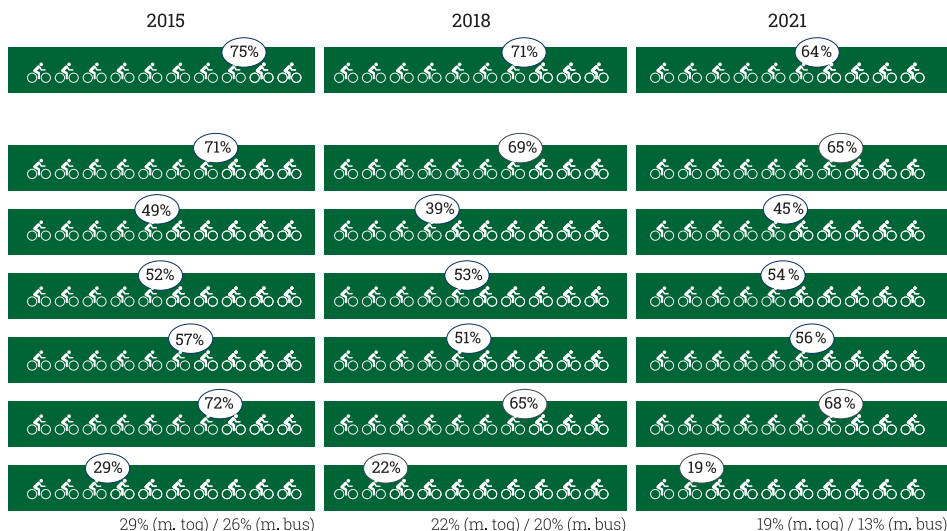 2015 2018 2021
75% 71% 64%
71% 69% 65%
49% 39% 45%
52% 53% 54%
57% 51% 56%
72% 65% 68%
29% 22% 19%
29% (m. tog) / 26% (m. bus) 22% (m. tog) / 20% (m. bus) 19% (m. tog) / 13% (m. bus)